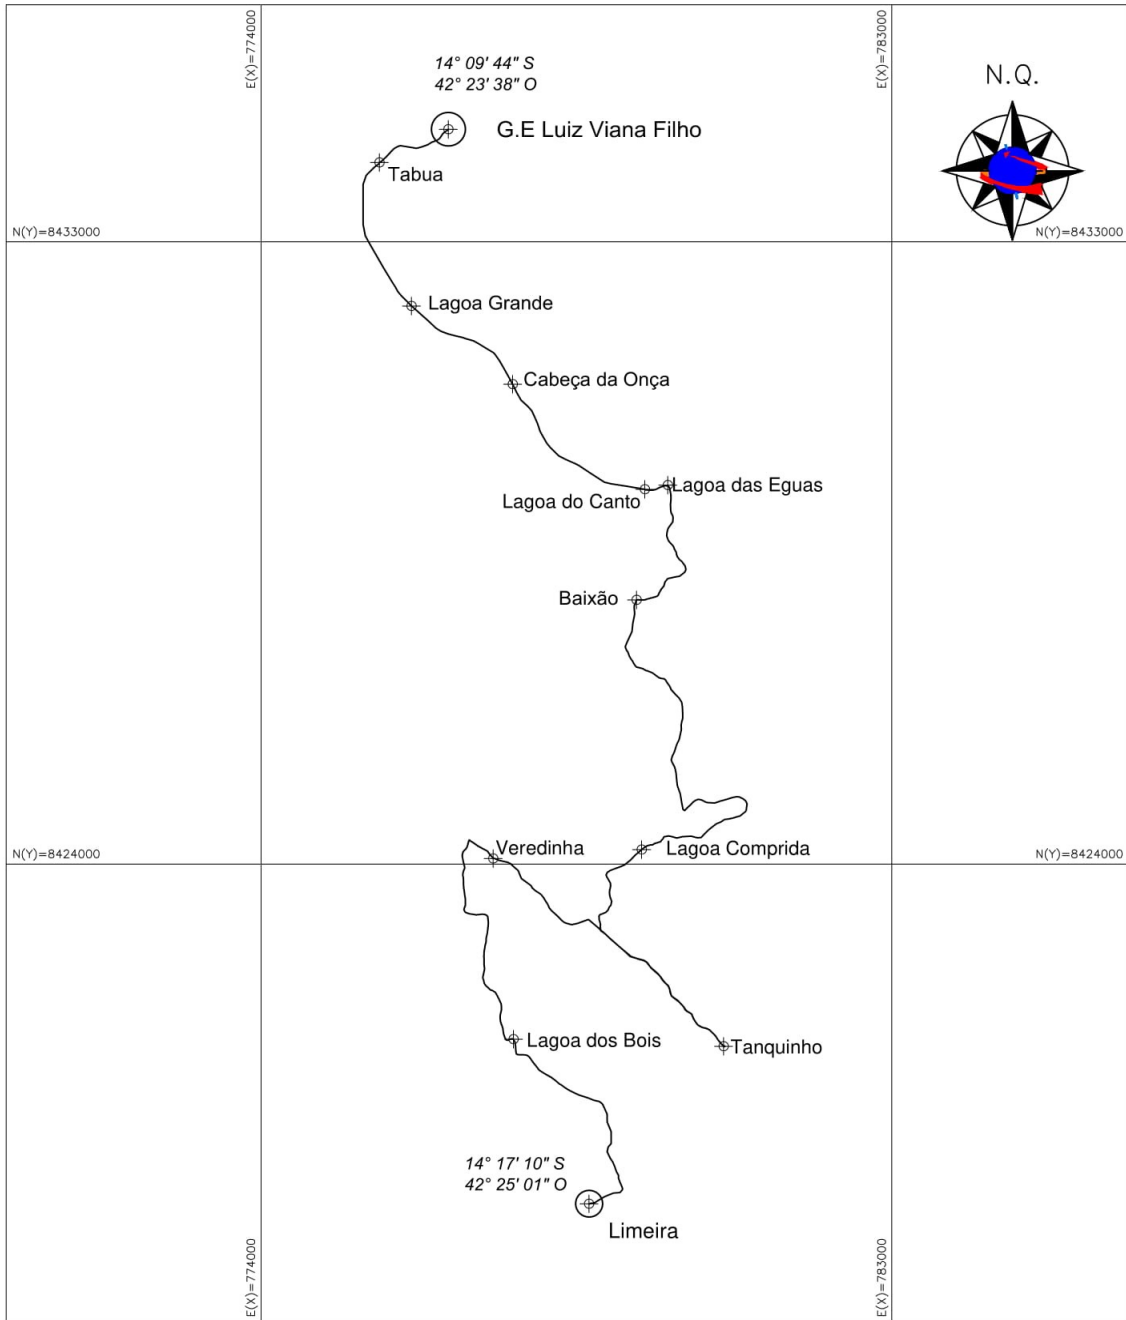 E(X)=774000
E(X)=783000
14° 09' 44" S
42° 23' 38" O
N.Q.
G.E Luiz Viana Filho
Tabua
N(Y)=8433000
N(Y)=8433000
Lagoa Grande
Cabeça da Onça
Lagoa das Eguas
Lagoa do Canto
Baixão
Veredinha
Lagoa Comprida
N(Y)=8424000
N(Y)=8424000
Lagoa dos Bois
Tanquinho
14° 17' 10" S
42° 25' 01" O
Limeira
E(X)=774000
E(X)=783000